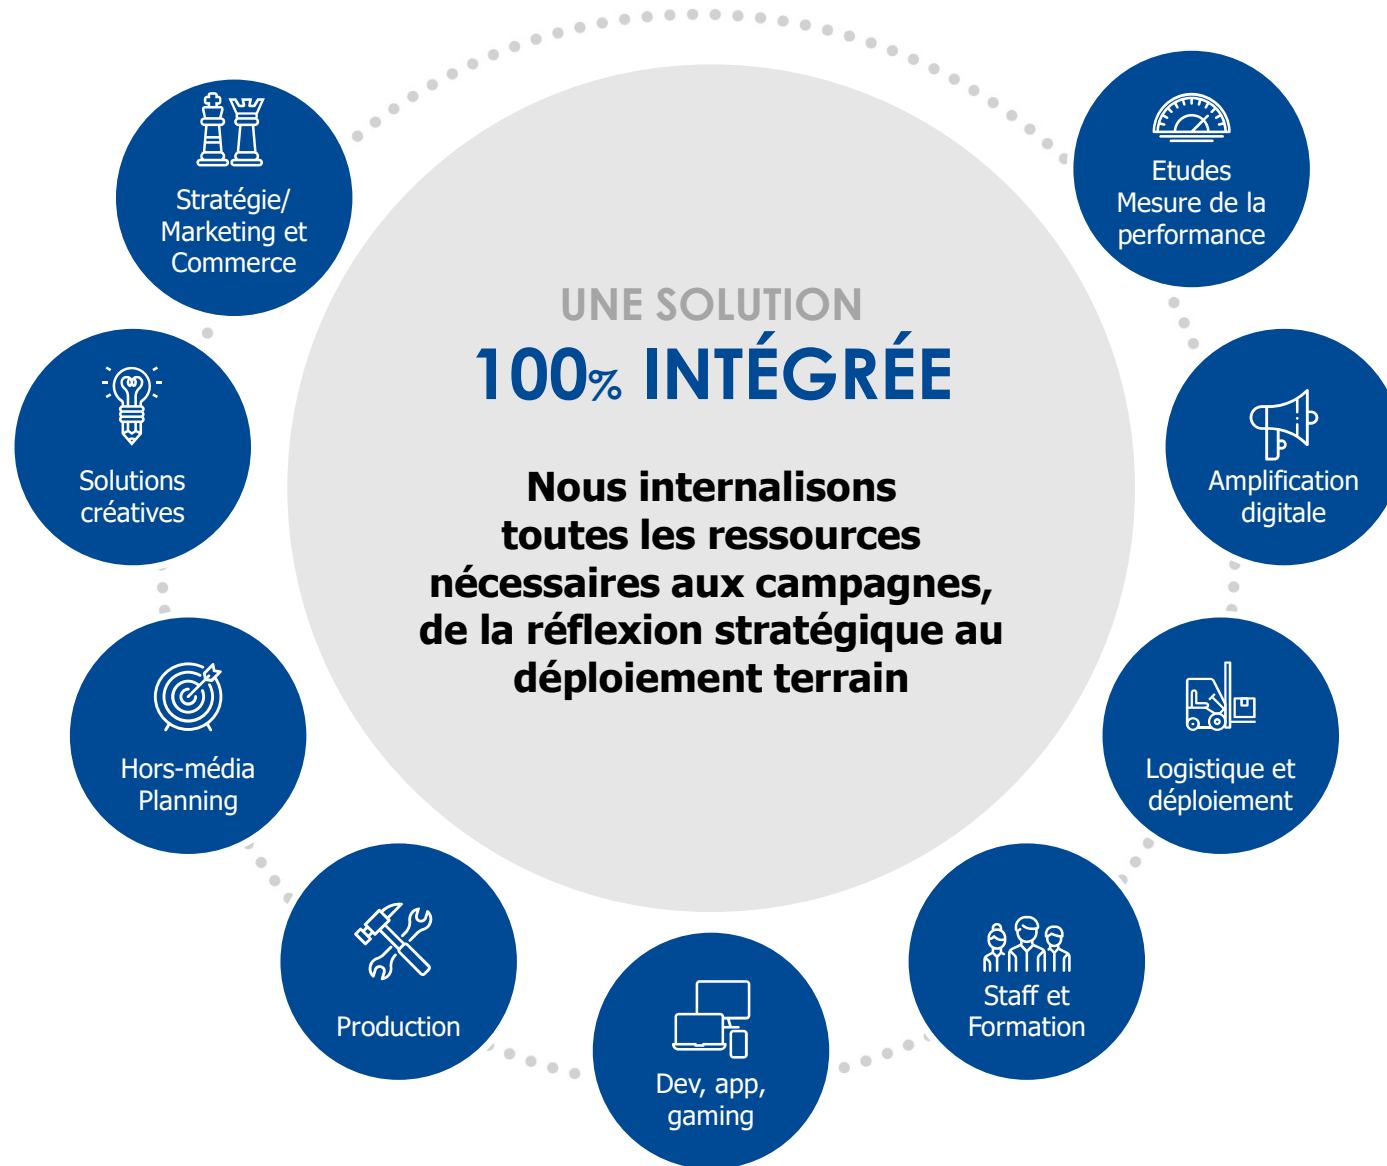 Stratégie/
Marketing et
Commerce
Solutions
créatives
Hors-média
Planning
Production
Dev, app,
gaming
Staff et
Formation
Logistique et
déploiement
Amplification
digitale
Etudes
Mesure de la
performance
UNE SOLUTION
100% INTÉGRÉE
Nous internalisons
toutes les ressources
nécessaires aux campagnes,
de la réflexion stratégique au
déploiement terrain